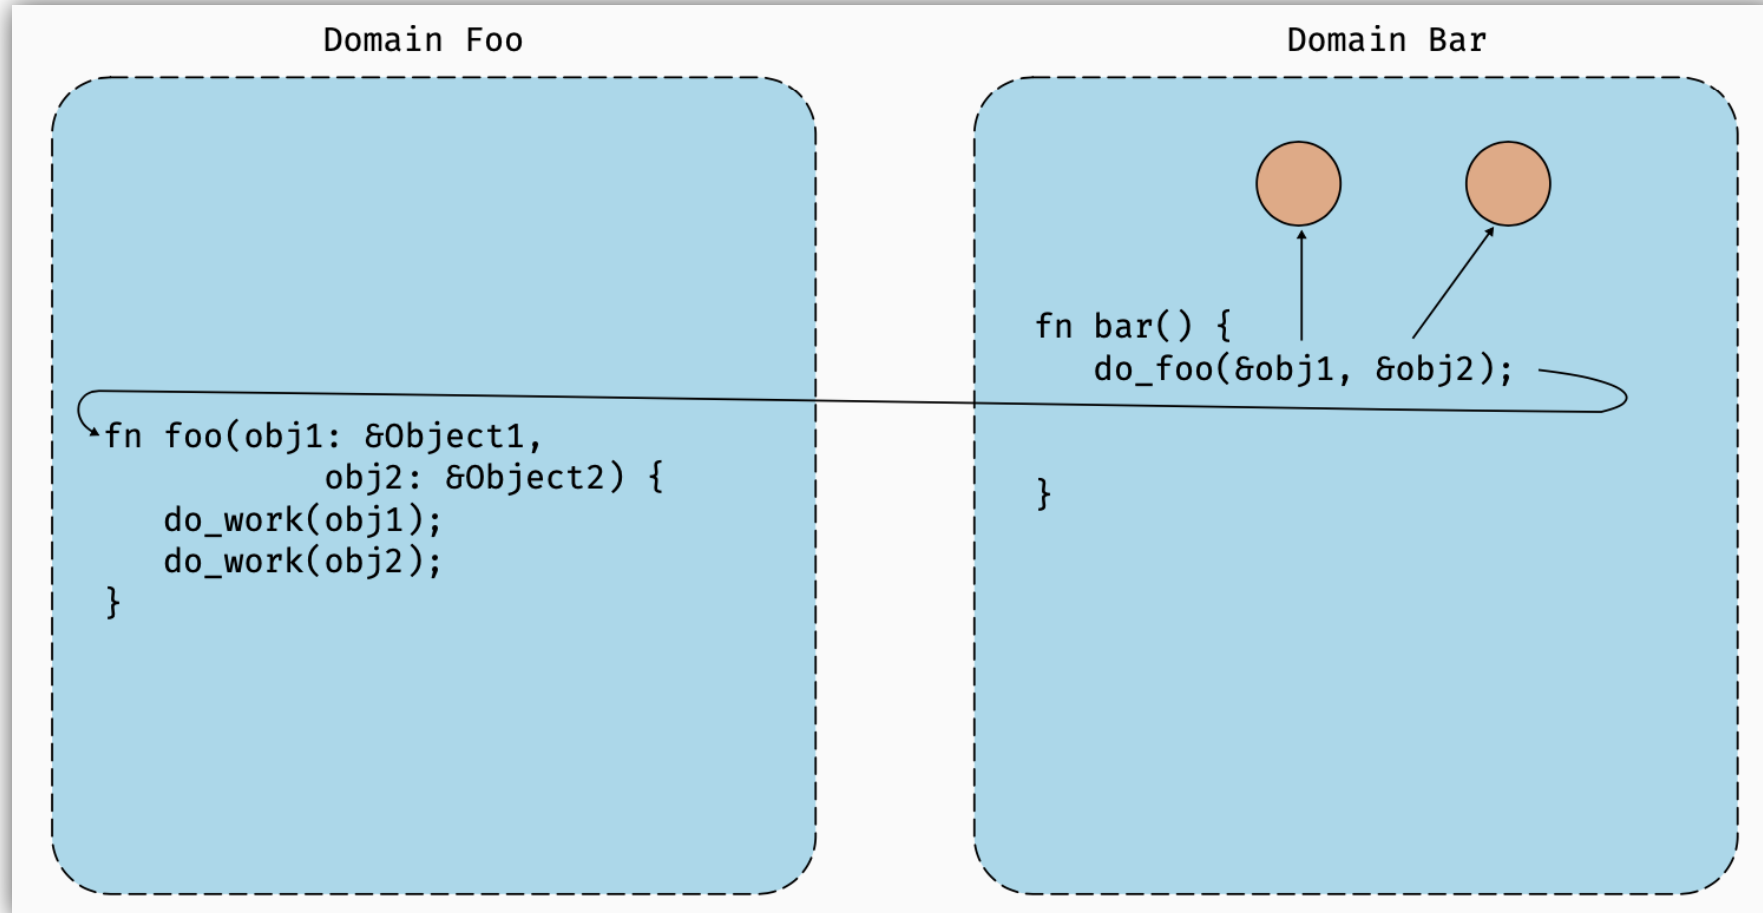 Domain Foo
Domain Bar
fn bar() {
do_foo(&obj1, &obj2);
}
fn foo(obj1: &Object1,
obj2: &Object2) {
do_work(obj1);
do_work(obj2);
}